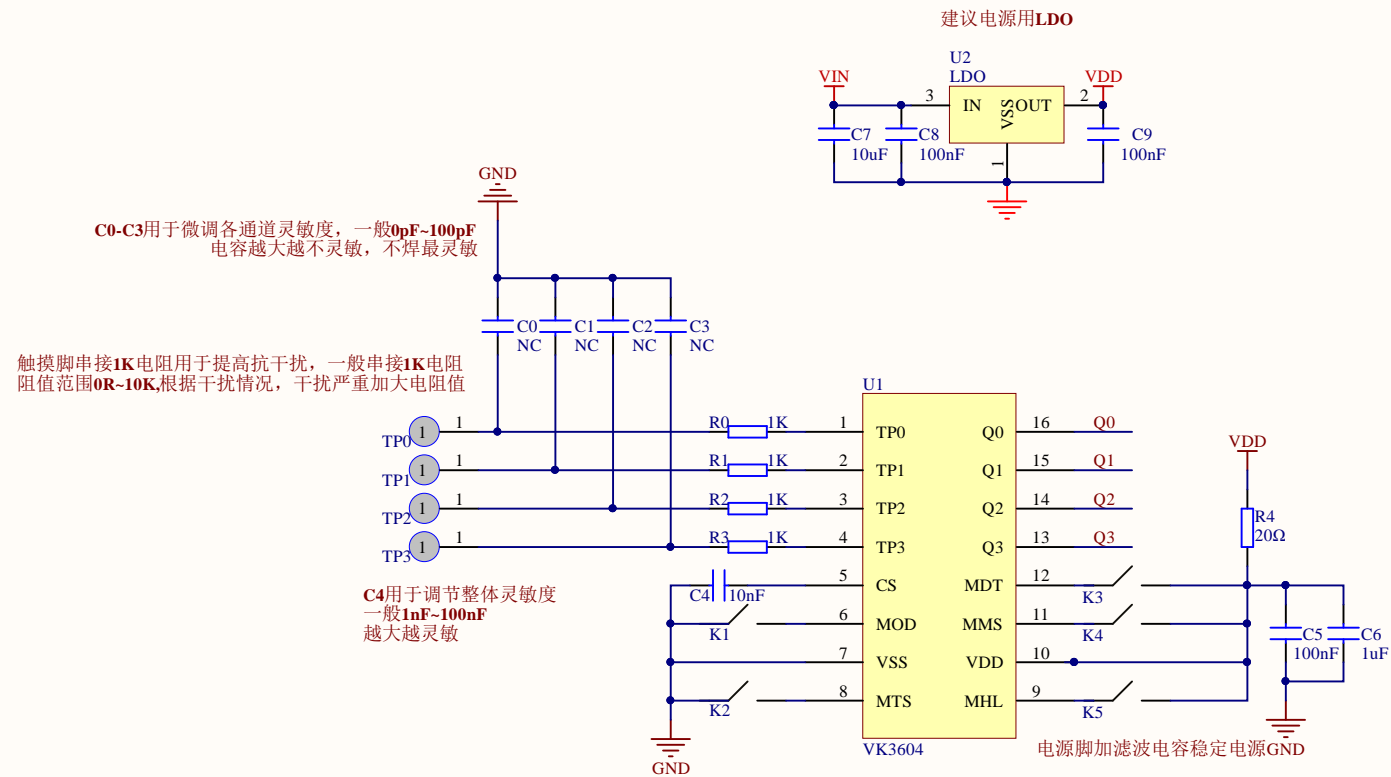 建议电源用LDO
U2
LDO
VIN
VDD
3
IN
VSS
OUT
2
1
C7
10uF
C8
100nF
C9
100nF
GND
C0-C3用于微调各通道灵敏度，一般0pF~100pF
电容越大越不灵敏，不焊最灵敏
C0
NC
C1
NC
C2
NC
C3
NC
触摸脚串接1K电阻用于提高抗干扰，一般串接1K电阻
阻值范围0R~10K,根据干扰情况，干扰严重加大电阻值
U1
TP0
1
1
R0
1K
1
TP0
Q0
16
Q0
TP1
1
1
R1
1K
2
TP1
Q1
15
Q1
TP2
1
1
R2
1K
3
TP2
Q2
14
Q2
TP3
1
1
R3
1K
4
TP3
Q3
13
Q3
VDD
R4
20Ω
C4用于调节整体灵敏度
一般1nF~100nF
越大越灵敏
C4
10nF
5
CS
MDT
12
K3
K1
6
MOD
MMS
11
K4
7
VSS
VDD
10
K2
8
MTS
MHL
9
K5
C5
100nF
C6
1uF
GND
VK3604
电源脚加滤波电容稳定电源GND